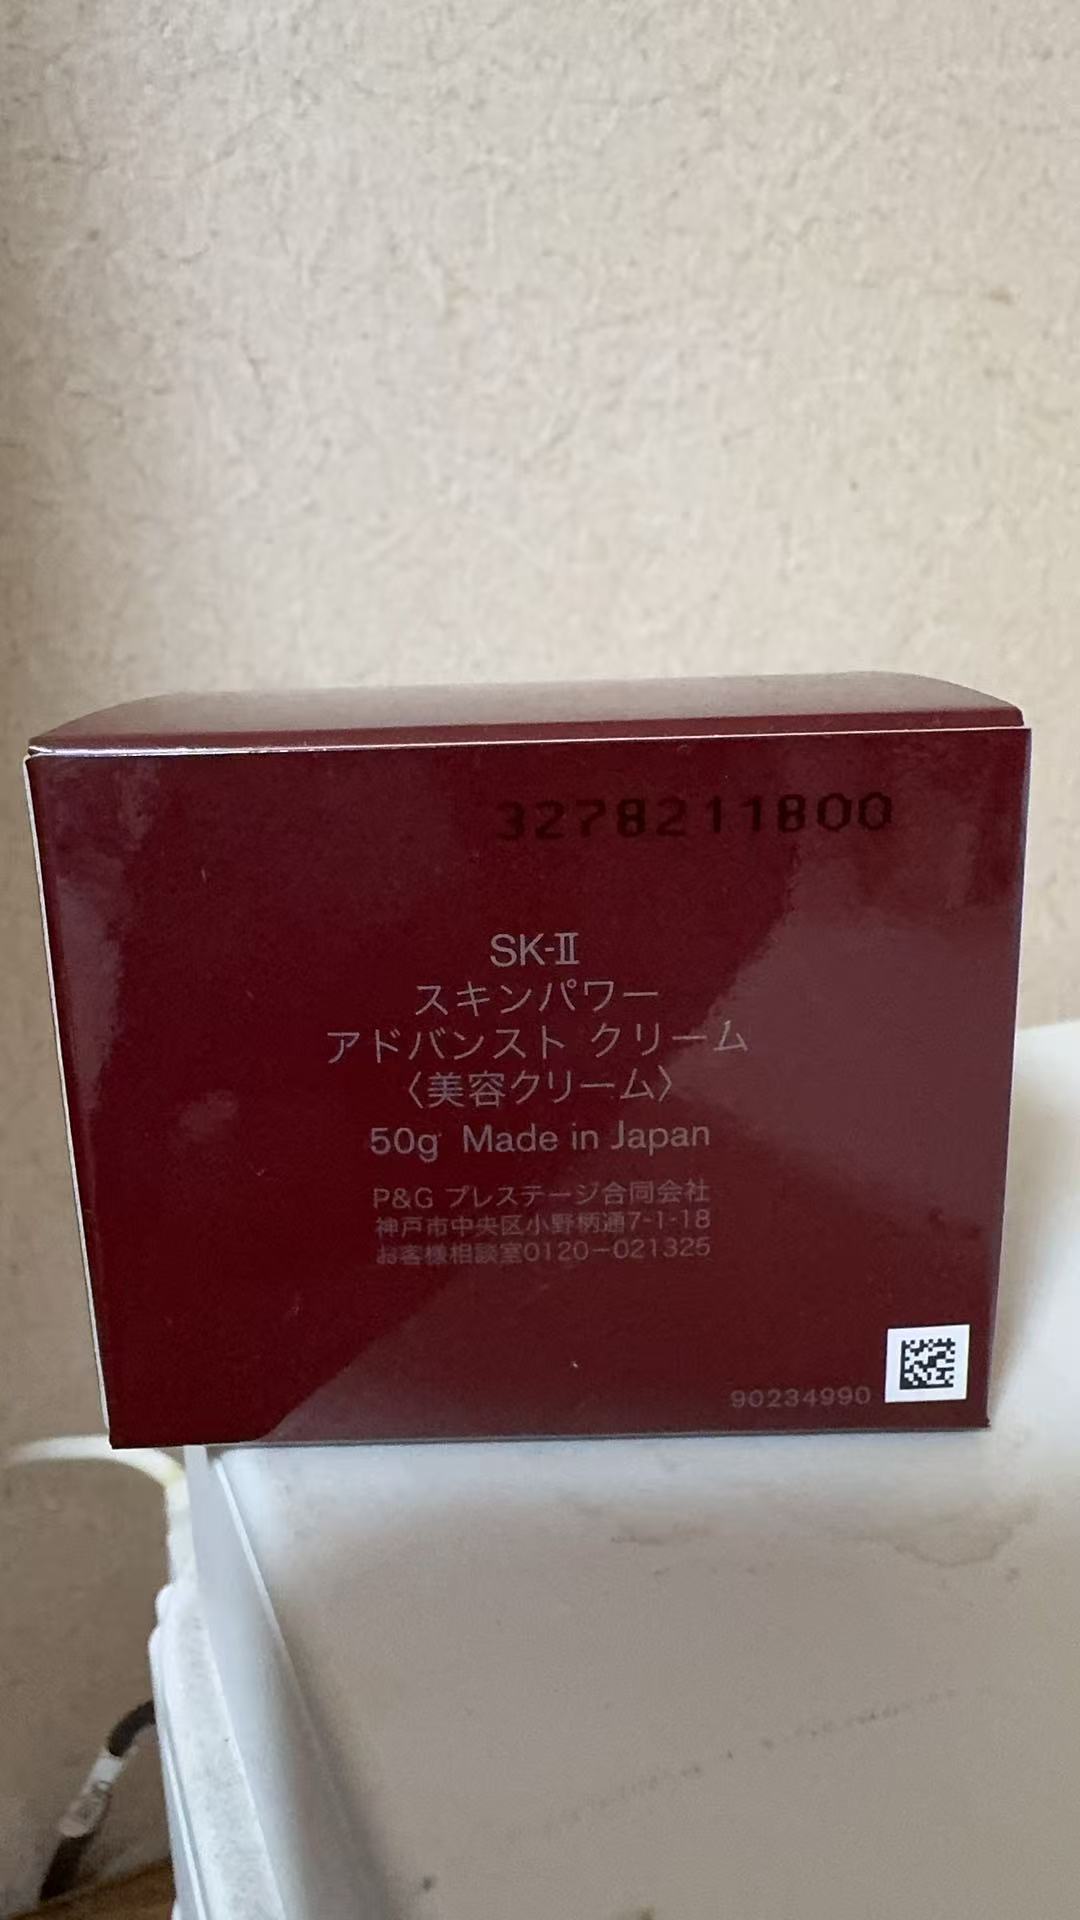 3278211800
SK-Ⅱ
スキンパワー
アドバンスト クリーム
〈美容クリーム〉
50g Made in Japan
P&G プレステージ合同会社
神戸市中央区小野柄通7-1-18
お客様相談室0120-021325
90234990